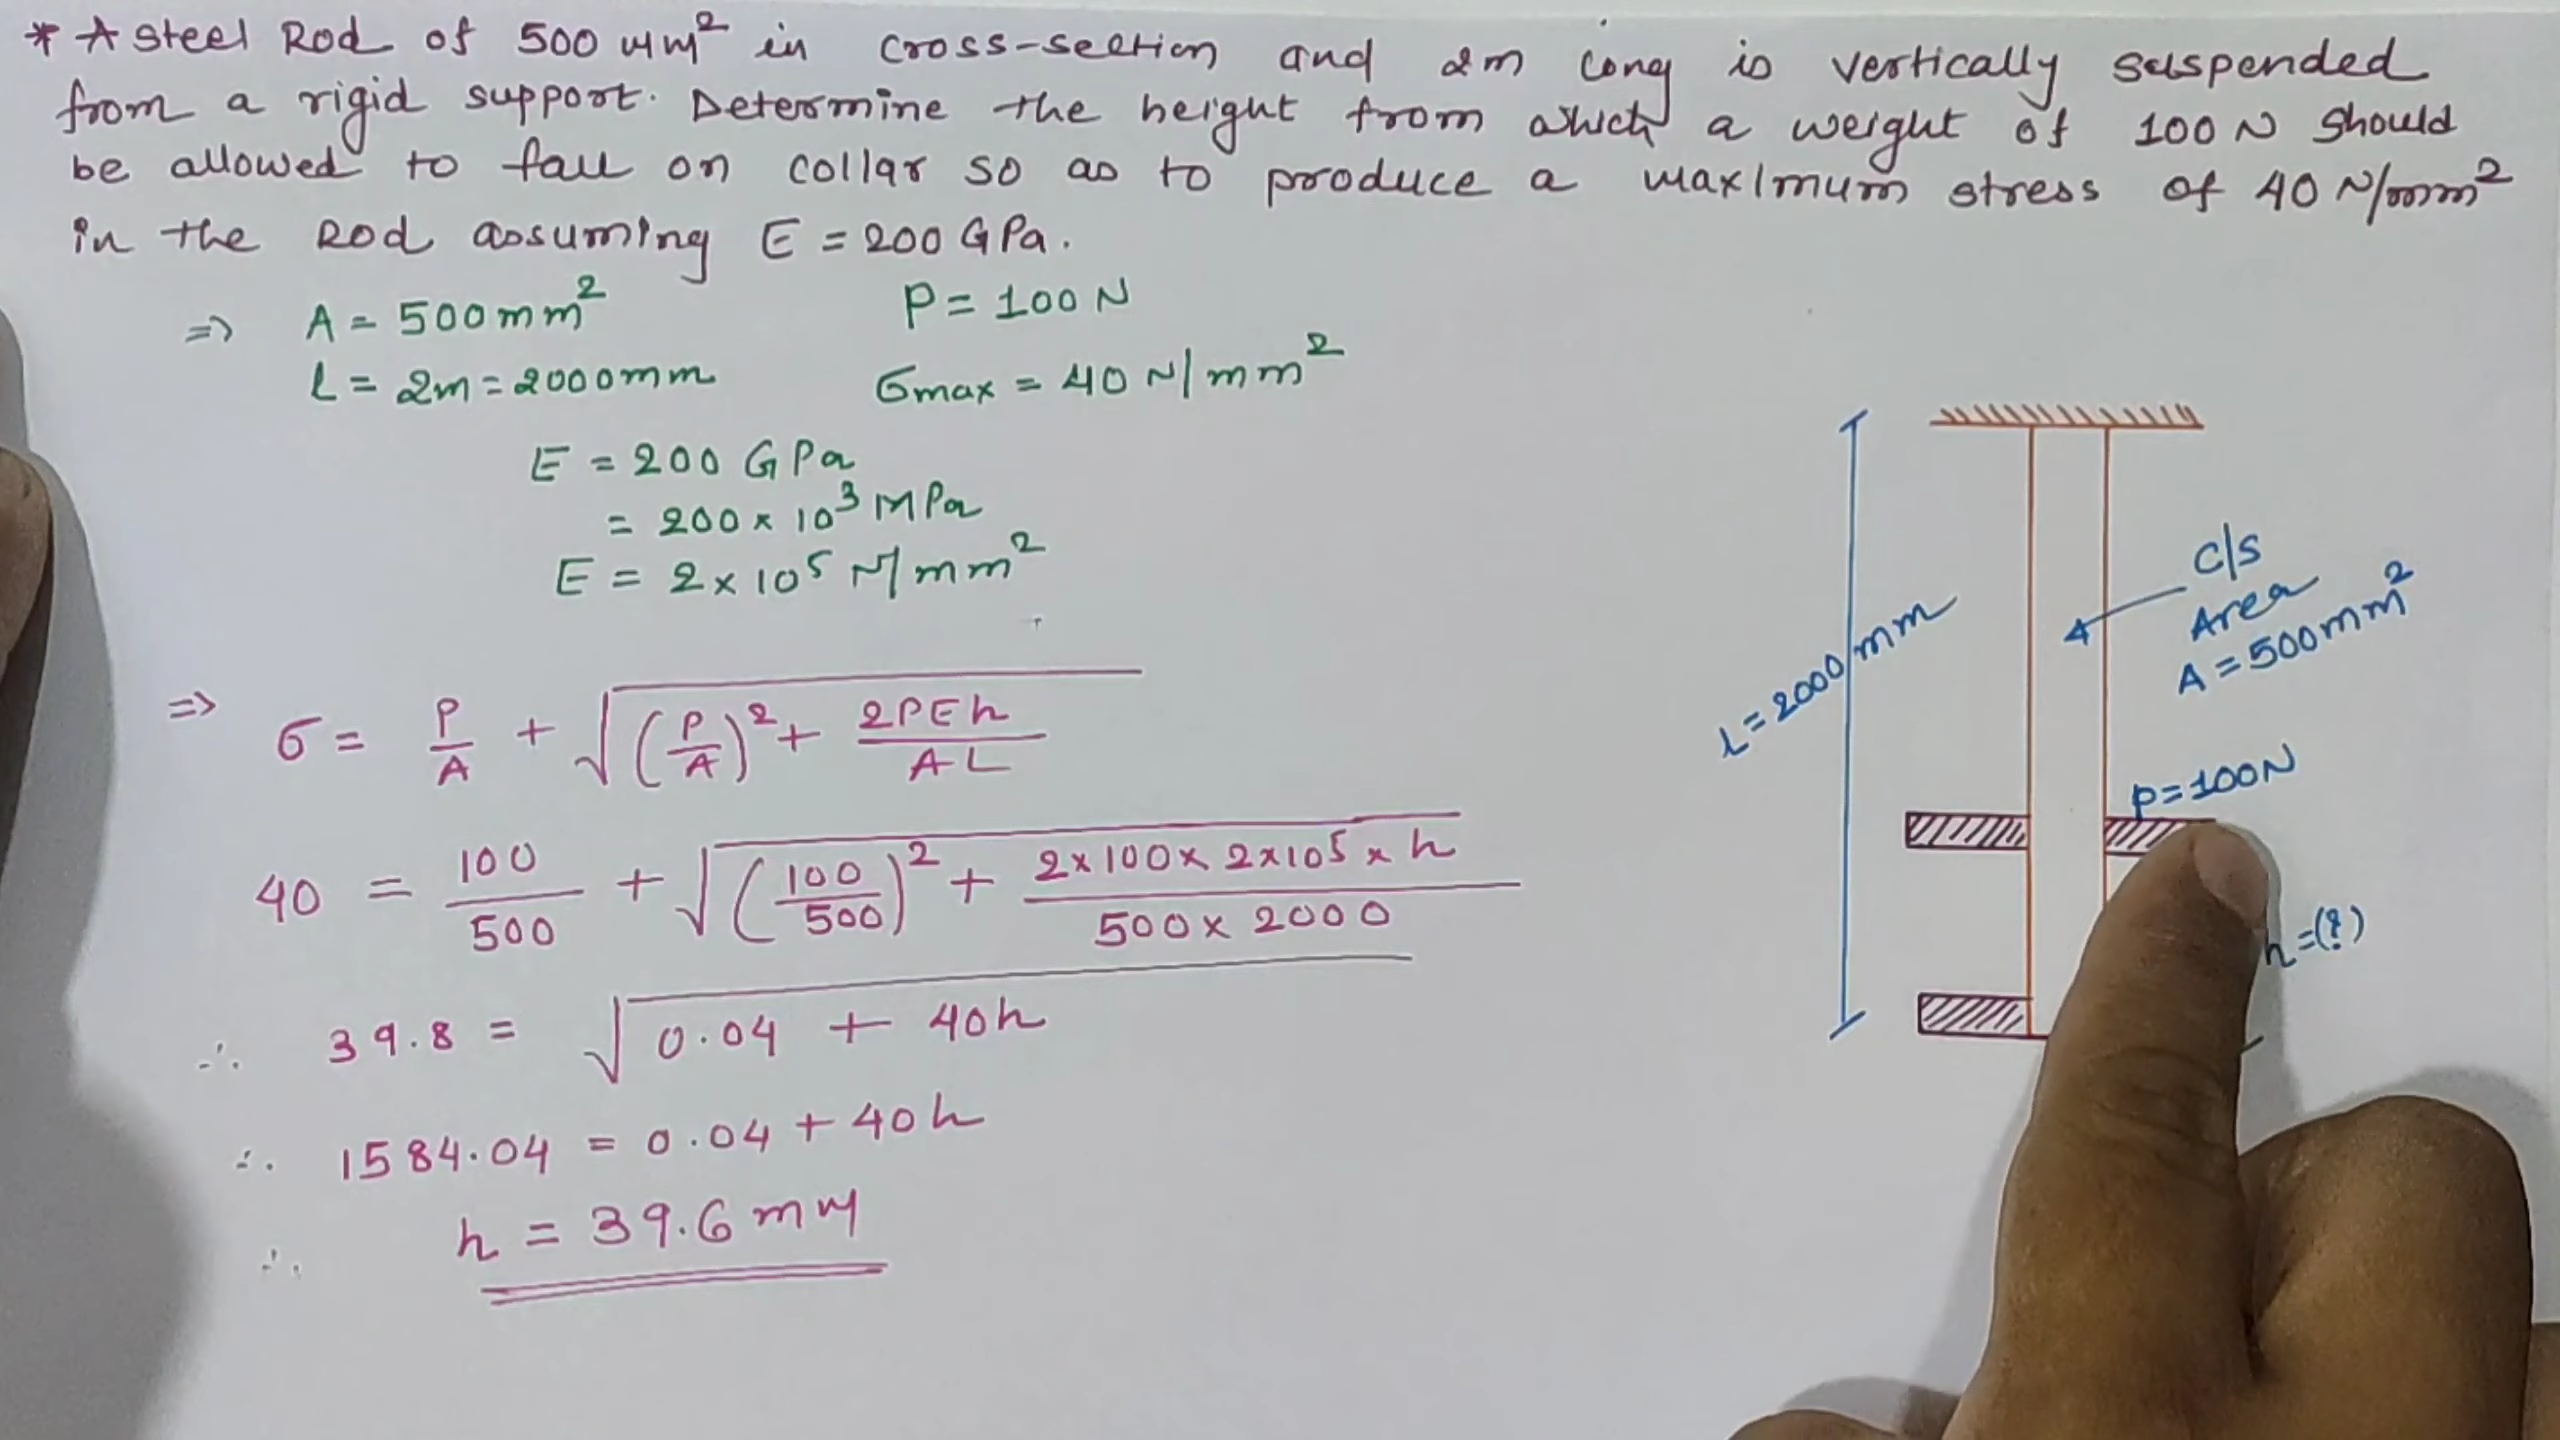 * A steel Rod of 500 mm² in cross-section and 2m long is vertically suspended
from a rigid support. Determine the height from which a weight of 100 N should
be allowed to fall on collar so as to produce a maximum stress of 40 N/mm²
in the Rod assuming E = 200 GPa.
=> A = 500 mm² P = 100 N
L = 2m = 2000mm σmax = 40 N/mm²
E = 200 GPa
= 200 × 10³ MPa
E = 2 × 10⁵ N/mm²
=> σ = P/A + √((P/A)² + 2PEh/AL)
40 = 100/500 + √((100/500)² + 2×100×2×10⁵×h/500×2000)
∴ 39.8 = √(0.04 + 40h)
∴ 1584.04 = 0.04 + 40h
∴ h = 39.6 mm
L = 2000 mm
C/s
Area
A = 500mm²
P = 100N
h = (?)